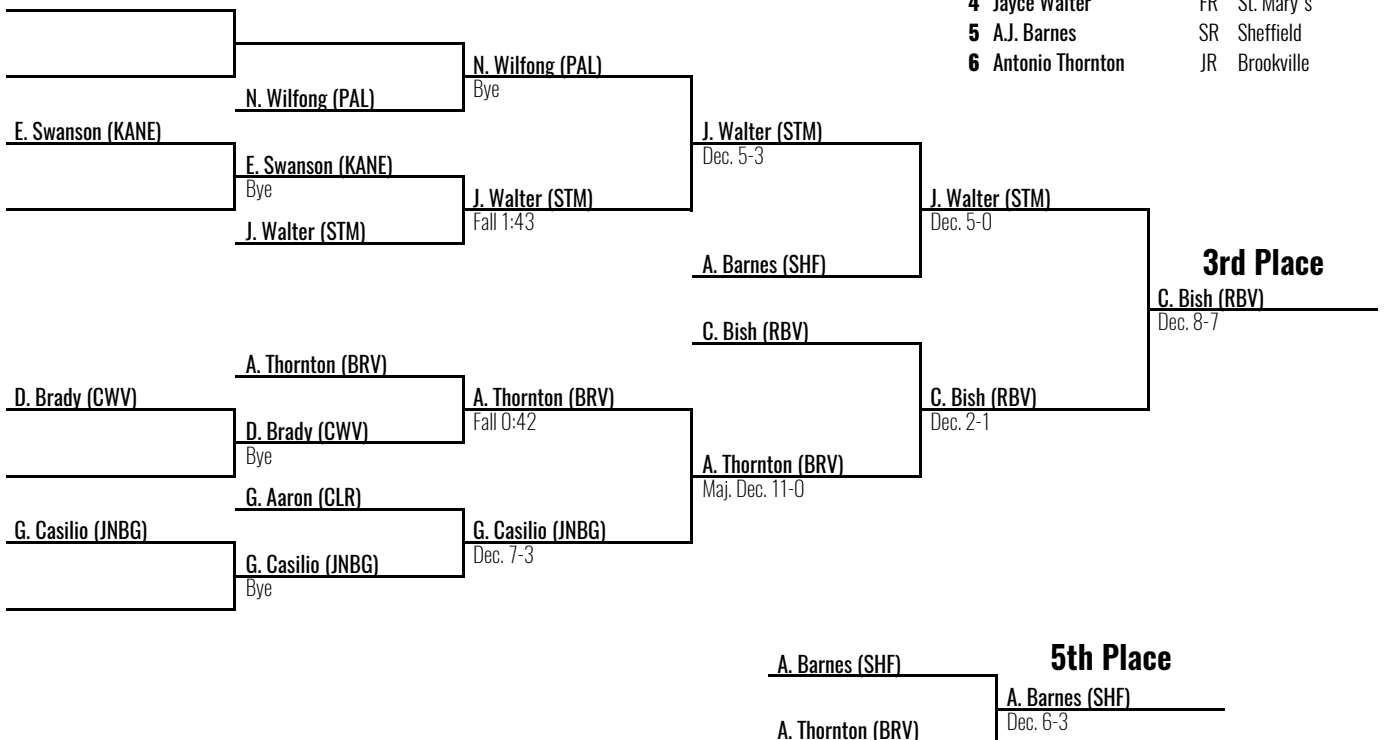 4 Jayce Walter FR St. Mary's
5 A.J. Barnes SR Sheffield
6 Antonio Thornton JR Brookville
N. Wilfong (PAL)
Bye
N. Wilfong (PAL)
E. Swanson (KANE)
J. Walter (STM)
Dec. 5-3
E. Swanson (KANE)
Bye
J. Walter (STM)
Fall 1:43
J. Walter (STM)
Dec. 5-0
J. Walter (STM)
A. Barnes (SHF)
3rd Place
C. Bish (RBV)
Dec. 8-7
C. Bish (RBV)
A. Thornton (BRV)
D. Brady (CWV)
A. Thornton (BRV)
Fall 0:42
C. Bish (RBV)
Dec. 2-1
D. Brady (CWV)
Bye
A. Thornton (BRV)
Maj. Dec. 11-0
G. Aaron (CLR)
G. Casilio (JNBG)
G. Casilio (JNBG)
Dec. 7-3
G. Casilio (JNBG)
Bye
5th Place
A. Barnes (SHF)
A. Barnes (SHF)
Dec. 6-3
A. Thornton (BRV)